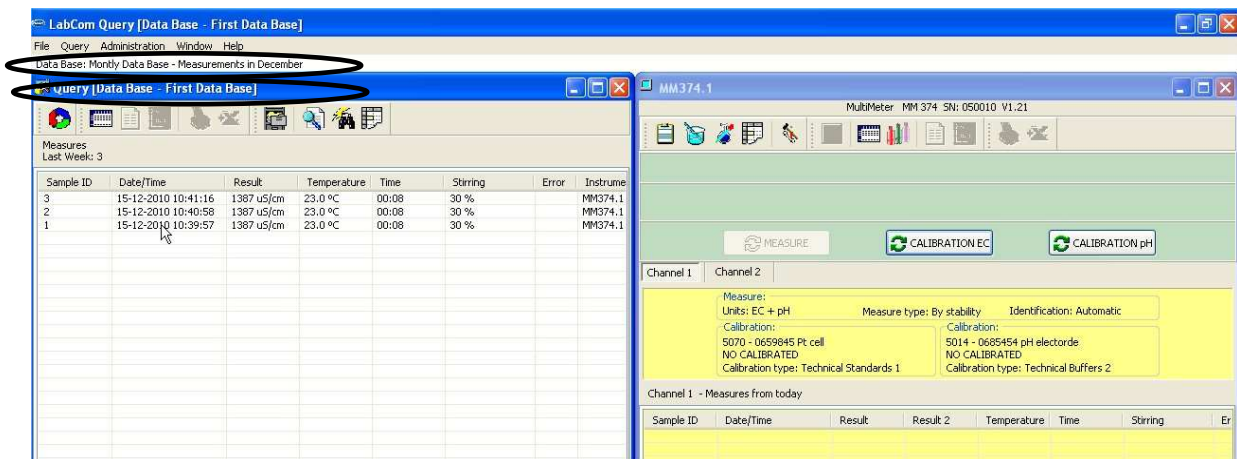 LabCom Query [Data Base - First Data Base]
File Query Administration Window Help
Data Base: Montly Data Base - Measurements in December
Query [Data Base - First Data Base]
Measures
Last Week: 3
Sample ID Date/Time Result Temperature Time Stirring Error Instrume
3 15-12-2010 10:41:16 1387 uS/cm 23.0 ºC 00:08 30 % MM374.1
2 15-12-2010 10:40:58 1387 uS/cm 23.0 ºC 00:08 30 % MM374.1
1 15-12-2010 10:39:57 1387 uS/cm 23.0 ºC 00:08 30 % MM374.1
MM374.1
MultiMeter MM 374 SN: 050010 V1.21
MEASURE CALIBRATION EC CALIBRATION pH
Channel 1 Channel 2
Measure:
Units: EC + pH Measure type: By stability Identification: Automatic
Calibration:
5070 - 0659845 Pt cell
NO CALIBRATED
Calibration type: Technical Standards 1
Calibration:
5014 - 0685454 pH electorde
NO CALIBRATED
Calibration type: Technical Buffers 2
Channel 1 - Measures from today
Sample ID Date/Time Result Result 2 Temperature Time Stirring Er